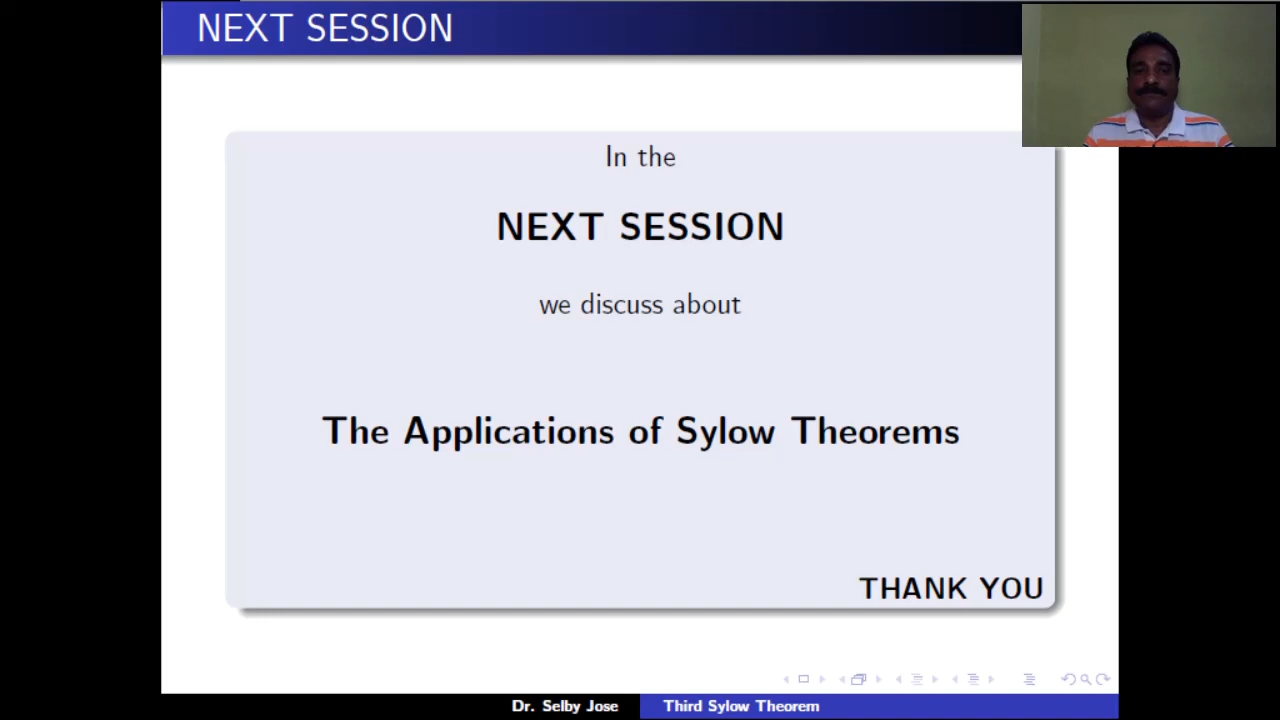 NEXT SESSION
In the
NEXT SESSION
we discuss about
The Applications of Sylow Theorems
THANK YOU
Dr. Selby Jose
Third Sylow Theorem